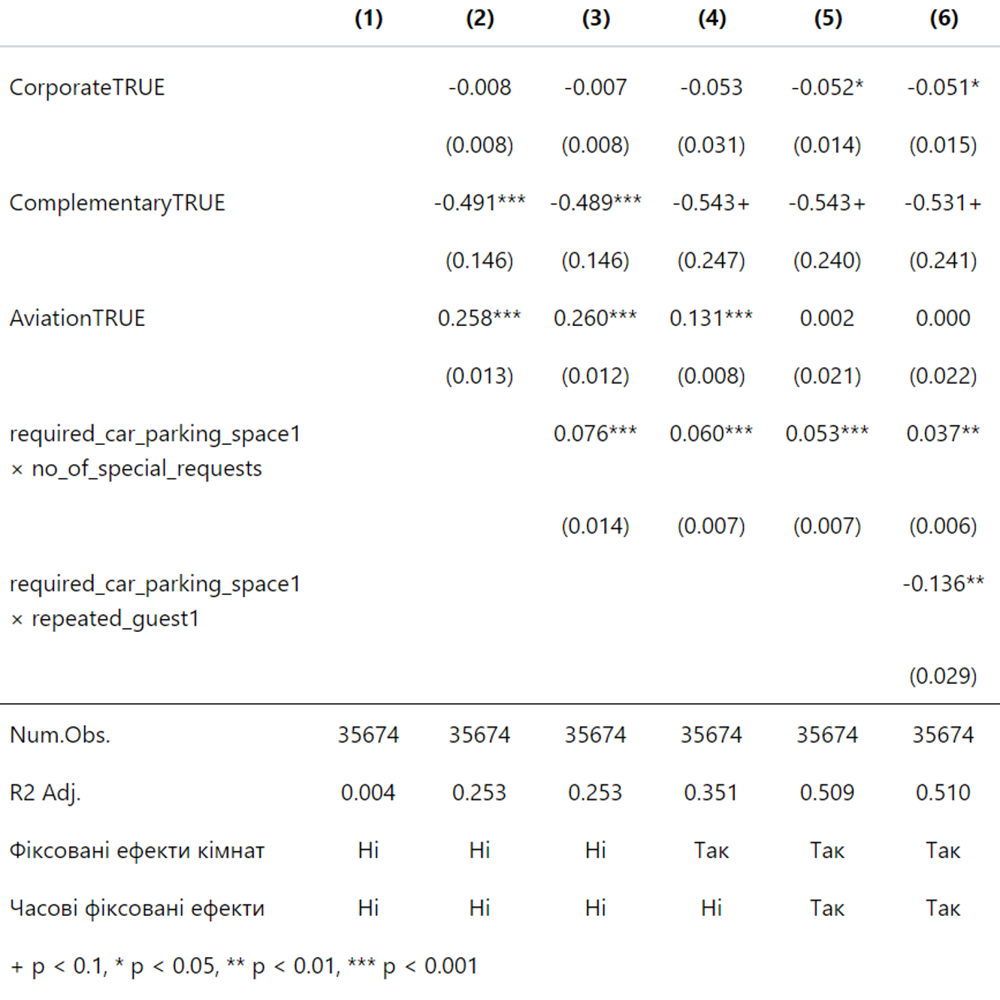 (1) (2) (3) (4) (5) (6)
CorporateTRUE -0.008 -0.007 -0.053 -0.052* -0.051*
(0.008) (0.008) (0.031) (0.014) (0.015)
ComplementaryTRUE -0.491*** -0.489*** -0.543+ -0.543+ -0.531+
(0.146) (0.146) (0.247) (0.240) (0.241)
AviationTRUE 0.258*** 0.260*** 0.131*** 0.002 0.000
(0.013) (0.012) (0.008) (0.021) (0.022)
required_car_parking_space1 0.076*** 0.060*** 0.053*** 0.037**
× no_of_special_requests
(0.014) (0.007) (0.007) (0.006)
required_car_parking_space1 -0.136**
× repeated_guest1
(0.029)
Num.Obs. 35674 35674 35674 35674 35674 35674
R2 Adj. 0.004 0.253 0.253 0.351 0.509 0.510
Фіксовані ефекти кімнат Ні Ні Ні Так Так Так
Часові фіксовані ефекти Ні Ні Ні Ні Так Так
+ p < 0.1, * p < 0.05, ** p < 0.01, *** p < 0.001